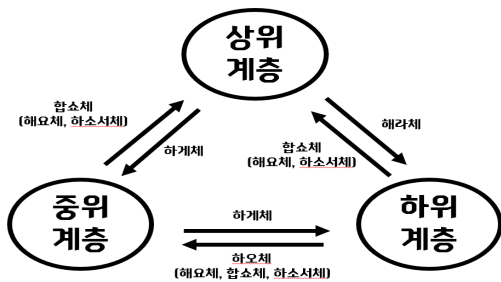 상위
계층
합쇼체
(해요체, 하소서체)
하게체
해라체
합쇼체
(해요체, 하소서체)
중위
계층
하게체
하오체
(해요체, 합쇼체, 하소서체)
하위
계층